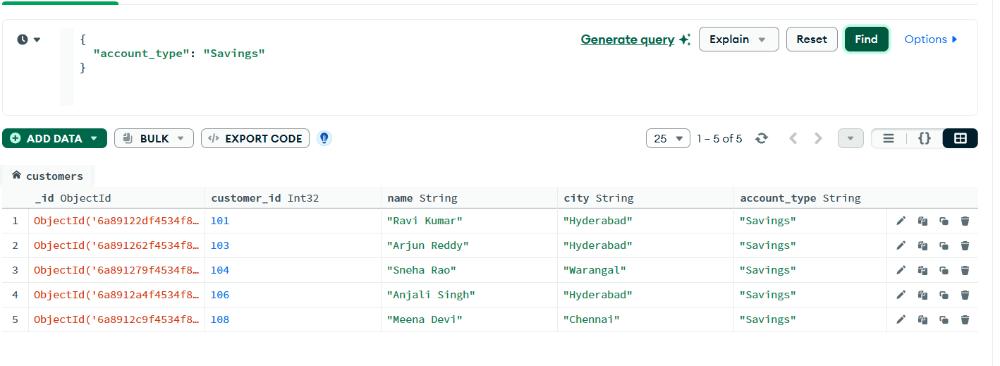 {
"account_type": "Savings"
}
Generate query Explain Reset Find Options
ADD DATA BULK EXPORT CODE 25 1 – 5 of 5 {}
customers
_id ObjectId customer_id Int32 name String city String account_type String
1 ObjectId('6a89122df4534f8… 101 "Ravi Kumar" "Hyderabad" "Savings"
2 ObjectId('6a891262f4534f8… 103 "Arjun Reddy" "Hyderabad" "Savings"
3 ObjectId('6a891279f4534f8… 104 "Sneha Rao" "Warangal" "Savings"
4 ObjectId('6a8912a4f4534f8… 106 "Anjali Singh" "Hyderabad" "Savings"
5 ObjectId('6a8912c9f4534f8… 108 "Meena Devi" "Chennai" "Savings"